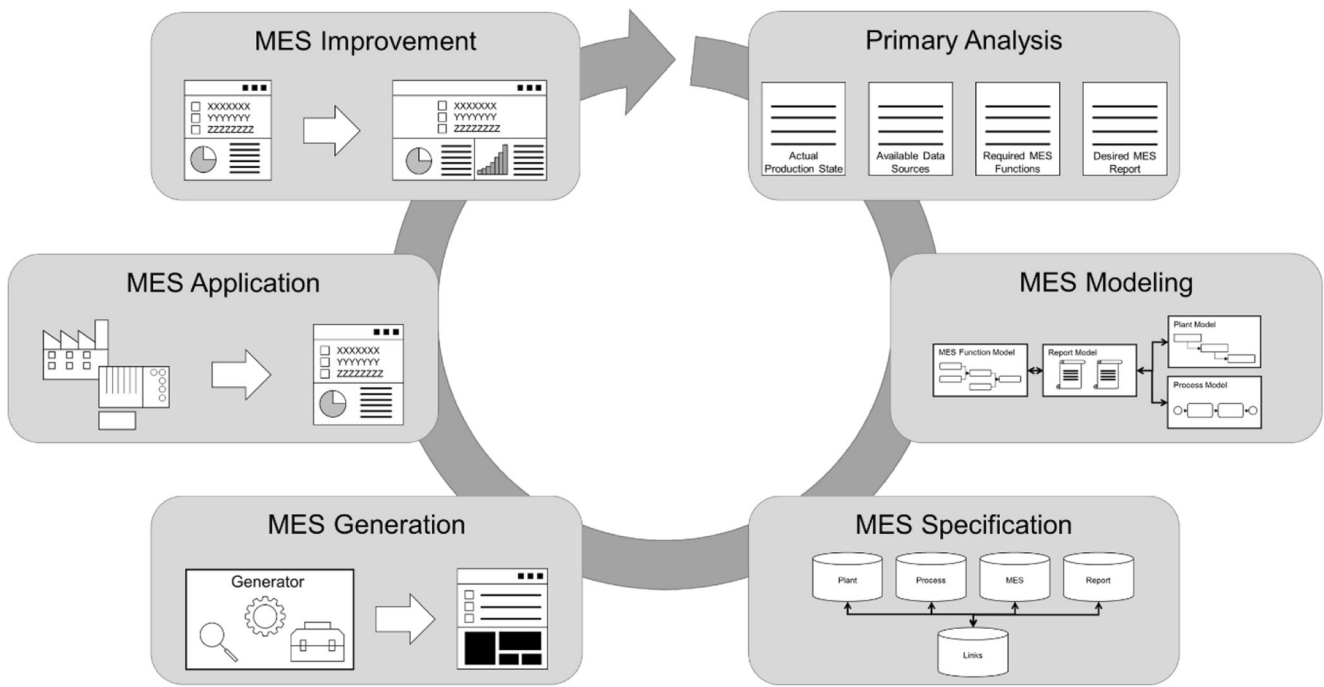 MES Improvement
XXXXXXX
YYYYYYY
ZZZZZZZZ
XXXXXXX
YYYYYYY
ZZZZZZZZ
Primary Analysis
Actual
Production State
Available Data
Sources
Required MES
Functions
Desired MES
Report
MES Application
XXXXXXX
YYYYYYY
ZZZZZZZZ
MES Modeling
MES Function Model
Report Model
Plant Model
Process Model
MES Generation
Generator
MES Specification
Plant
Process
MES
Report
Links